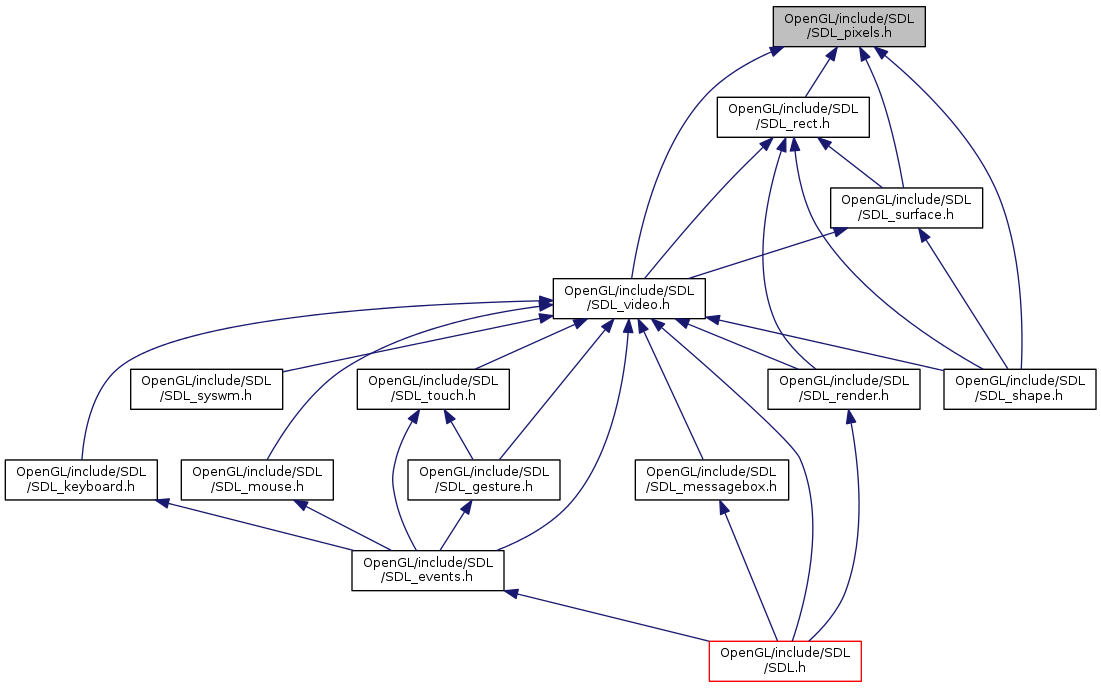 OpenGL/include/SDL
/SDL_pixels.h
OpenGL/include/SDL
/SDL_rect.h
OpenGL/include/SDL
/SDL_surface.h
OpenGL/include/SDL
/SDL_video.h
OpenGL/include/SDL
/SDL_syswm.h
OpenGL/include/SDL
/SDL_touch.h
OpenGL/include/SDL
/SDL_render.h
OpenGL/include/SDL
/SDL_shape.h
OpenGL/include/SDL
/SDL_keyboard.h
OpenGL/include/SDL
/SDL_mouse.h
OpenGL/include/SDL
/SDL_gesture.h
OpenGL/include/SDL
/SDL_messagebox.h
OpenGL/include/SDL
/SDL_events.h
OpenGL/include/SDL
/SDL.h